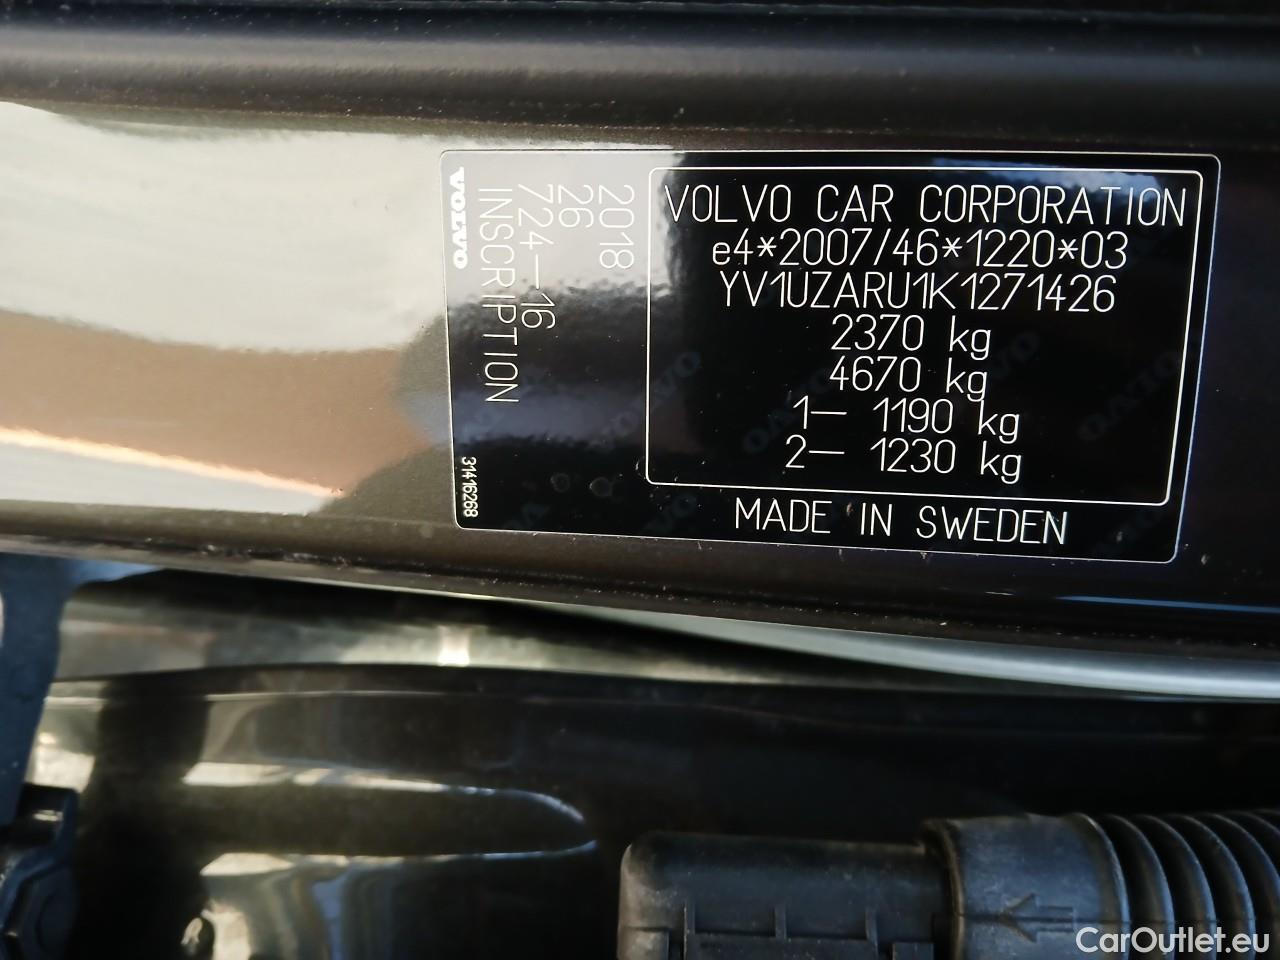 VOLVO CAR CORPORATION
e4*2007/46*1220*03
YV1UZARU1K1271426
2370 kg
4670 kg
1— 1190 kg
2— 1230 kg
MADE IN SWEDEN
2018
26
724—16
INSCRIPTION
VOLVO
31416268
CarOutlet.eu